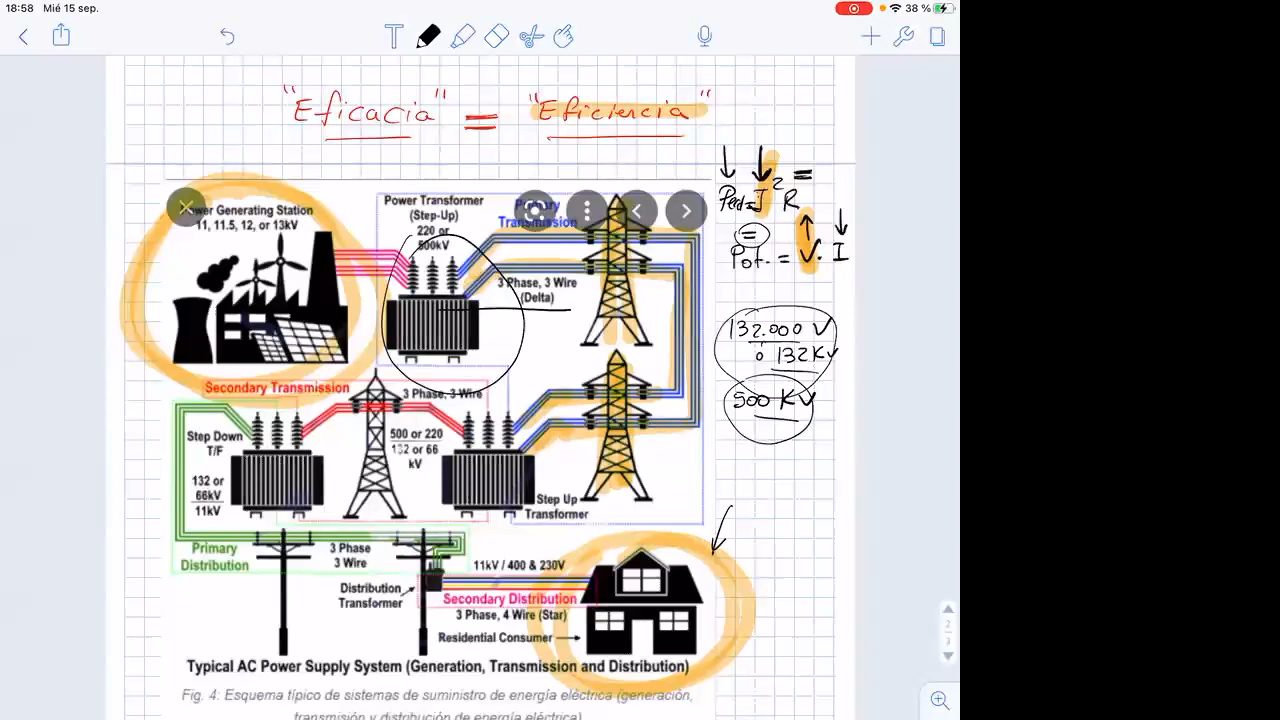 18:58 Mié 15 sep.
38 %
"Eficacia" = "Eficiencia"
Power Generating Station
11, 11.5, 12, or 13kV
Power Transformer
(Step-Up)
220 or
500kV
Primary
Transmission
3 Phase, 3 Wire
(Delta)
Secondary Transmission
3 Phase, 3 Wire
Step Down
T/F
132 or
66kV
11kV
500 or 220
132 or 66
kV
Step Up
Transformer
Primary
Distribution
3 Phase
3 Wire
11kV / 400 & 230V
Distribution
Transformer
Secondary Distribution
3 Phase, 4 Wire (Star)
Residential Consumer
Typical AC Power Supply System (Generation, Transmission and Distribution)
Fig. 4: Esquema típico de sistemas de suministro de energía eléctrica (generación,
transmisión y distribución de energía eléctrica)
=
= I² R
=
Pot. = V. I
132.000 V
o 132 KV
500 KV
2
3